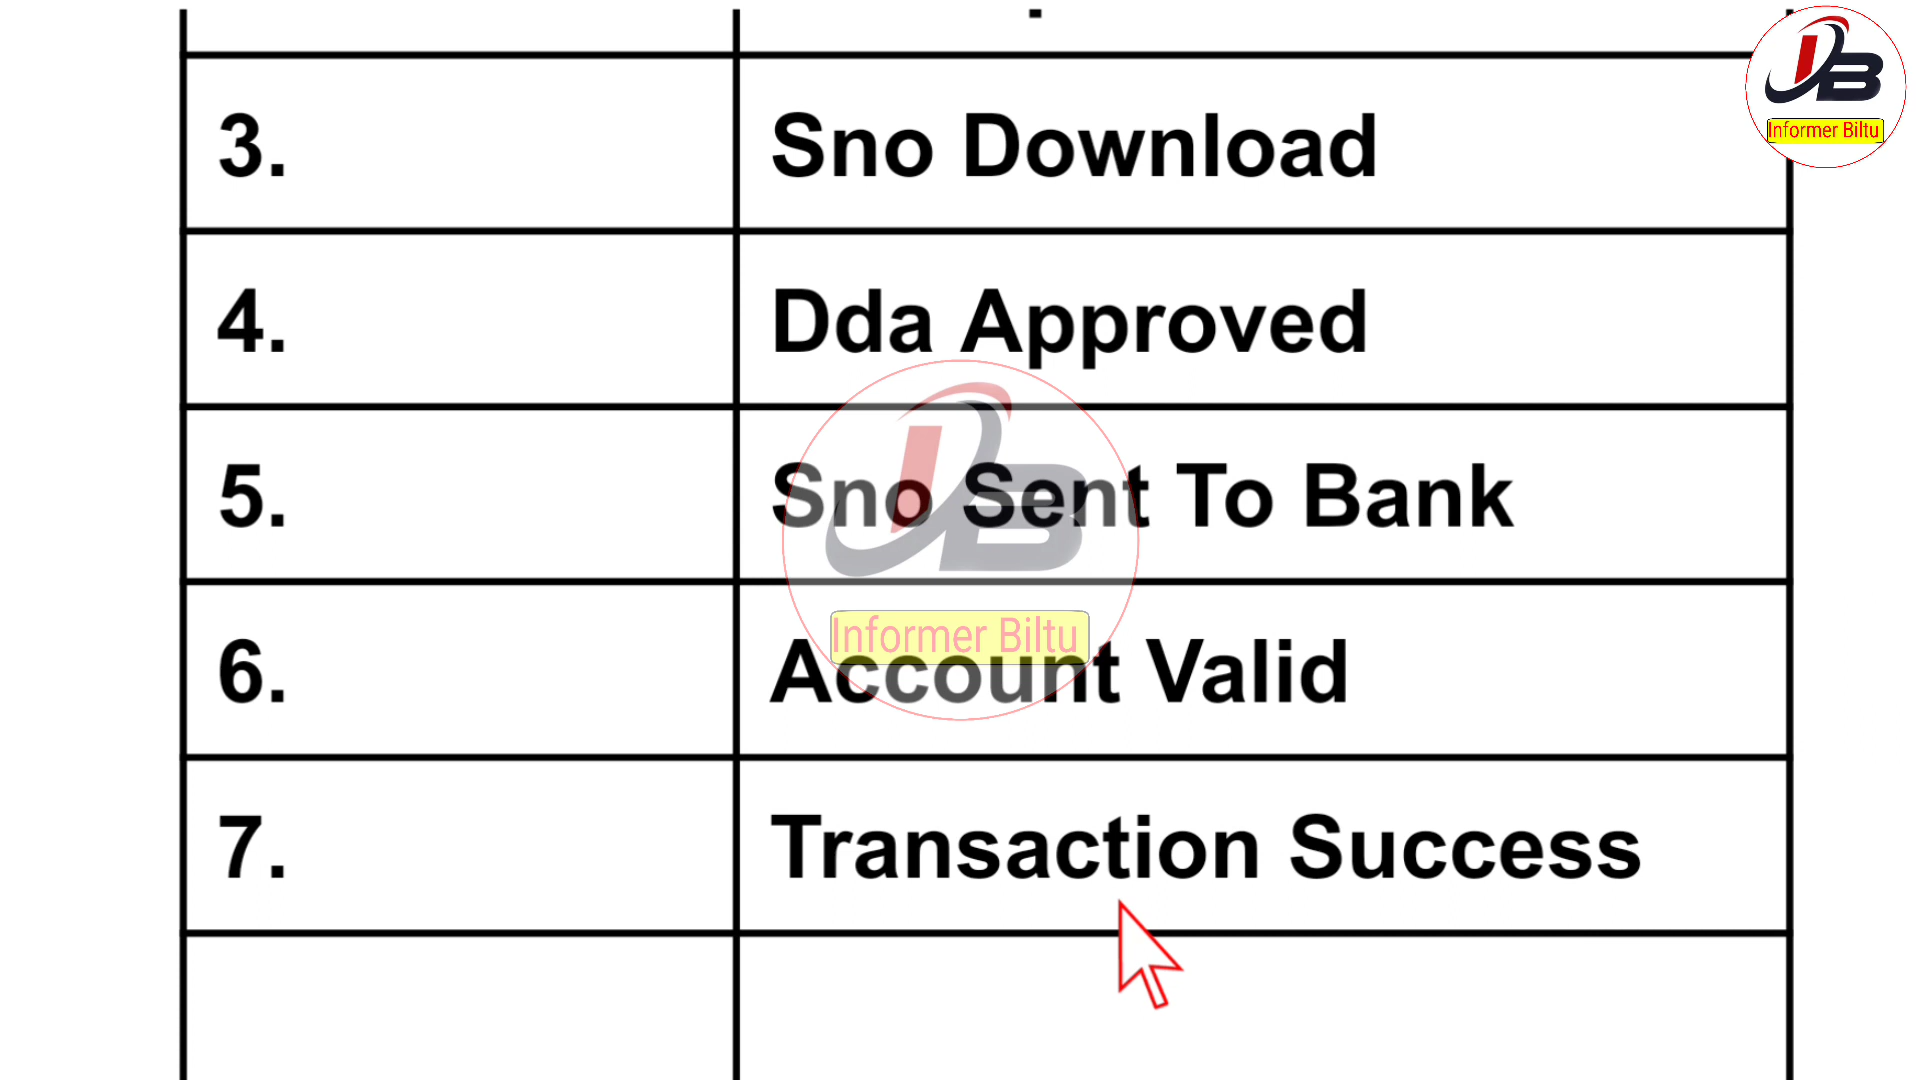 Informer Biltu
3. Sno Download
4. Dda Approved
5. Sno Sent To Bank
Informer Biltu
6. Account Valid
7. Transaction Success